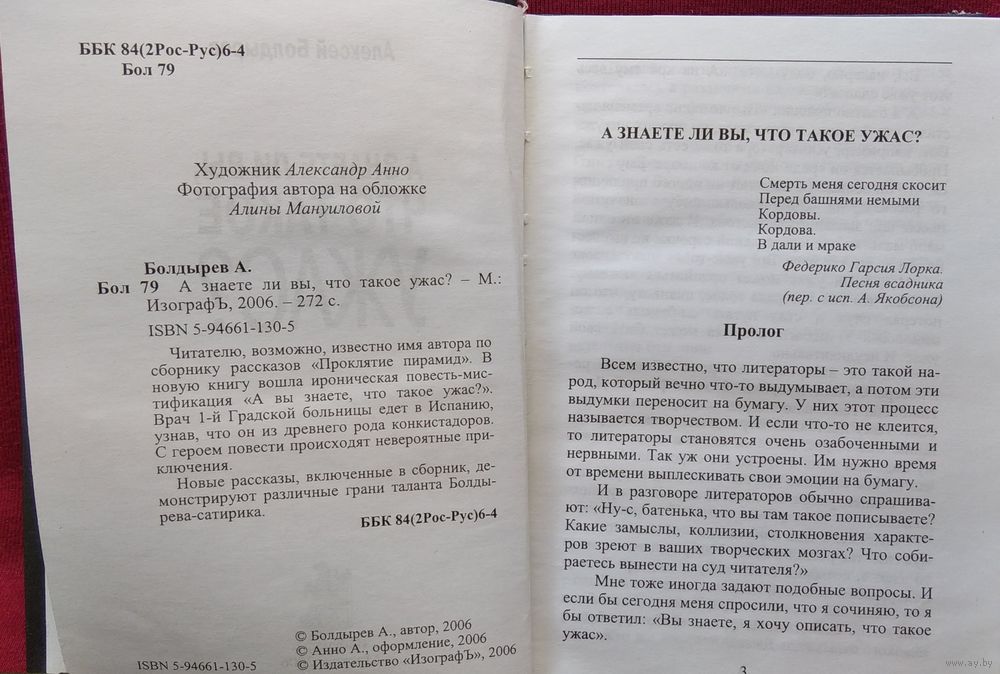 ББК 84(2Рос-Рус)6-4
Бол 79
Художник Александр Анно
Фотография автора на обложке
Алины Мануиловой
Болдырев А.
Бол 79 А знаете ли вы, что такое ужас? – М.:
ИзографЪ, 2006. – 272 с.
ISBN 5-94661-130-5
Читателю, возможно, известно имя автора по
сборнику рассказов «Проклятие пирамид». В
новую книгу вошла ироническая повесть-мис-
тификация «А вы знаете, что такое ужас?».
Врач 1-й Градской больницы едет в Испанию,
узнав, что он из древнего рода конкистадоров.
С героем повести происходят невероятные при-
ключения.
Новые рассказы, включенные в сборник, де-
монстрируют различные грани таланта Болды-
рева-сатирика.
ББК 84(2Рос-Рус)6-4
© Болдырев А., автор, 2006
© Анно А., оформление, 2006
ISBN 5-94661-130-5 © Издательство «ИзографЪ», 2006
А ЗНАЕТЕ ЛИ ВЫ, ЧТО ТАКОЕ УЖАС?
Смерть меня сегодня скосит
Перед башнями немыми
Кордовы.
Кордова.
В дали и мраке
Федерико Гарсия Лорка.
Песня всадника
(пер. с исп. А. Якобсона)
Пролог
Всем известно, что литераторы – это такой на-
род, который вечно что-то выдумывает, а потом эти
выдумки переносит на бумагу. У них этот процесс
называется творчеством. И если что-то не клеится,
то литераторы становятся очень озабоченными и
нервными. Так уж они устроены. Им нужно время
от времени выплескивать свои эмоции на бумагу.
И в разговоре литераторов обычно спрашива-
ют: «Ну-с, батенька, что вы там такое пописываете?
Какие замыслы, коллизии, столкновения характе-
ров зреют в ваших творческих мозгах? Что соби-
раетесь вынести на суд читателя?»
Мне тоже иногда задают подобные вопросы. И
если бы сегодня меня спросили, что я сочиняю, то я
бы ответил: «Вы знаете, я хочу описать, что такое
ужас».
3
www.ay.by